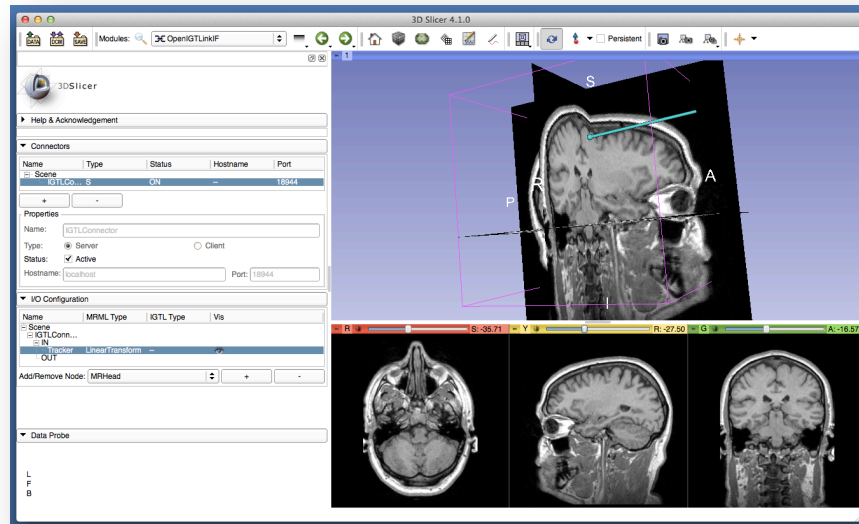 3D Slicer 4.1.0
DATA DCM SAVE Modules: OpenIGTLinkIF Persistent
1
3DSlicer
Help & Acknowledgement
Connectors
Name Type Status Hostname Port
Scene
IGTLCo... S ON -- 18944
+ -
Properties
Name: IGTLConnector
Type: Server Client
Status: Active
Hostname: localhost Port: 18944
I/O Configuration
Name MRML Type IGTL Type Vis
Scene
IGTLConn...
IN
Tracker LinearTransform --
OUT
Add/Remove Node: MRHead + -
Data Probe
L
F
B
S
R
A
P
I
R S: -35.71
Y R: -27.50
G A: -16.57